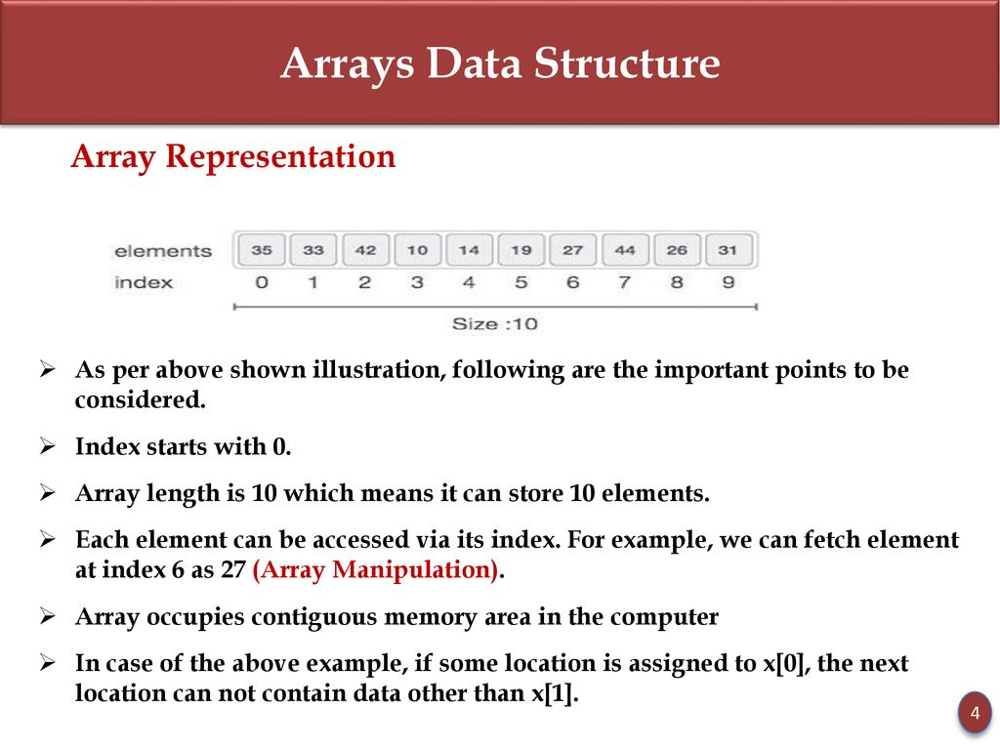 Arrays Data Structure
Array Representation
elements 35 33 42 10 14 19 27 44 26 31
index 0 1 2 3 4 5 6 7 8 9
Size :10
➢ As per above shown illustration, following are the important points to be
considered.
➢ Index starts with 0.
➢ Array length is 10 which means it can store 10 elements.
➢ Each element can be accessed via its index. For example, we can fetch element
at index 6 as 27 (Array Manipulation).
➢ Array occupies contiguous memory area in the computer
➢ In case of the above example, if some location is assigned to x[0], the next
location can not contain data other than x[1].
4